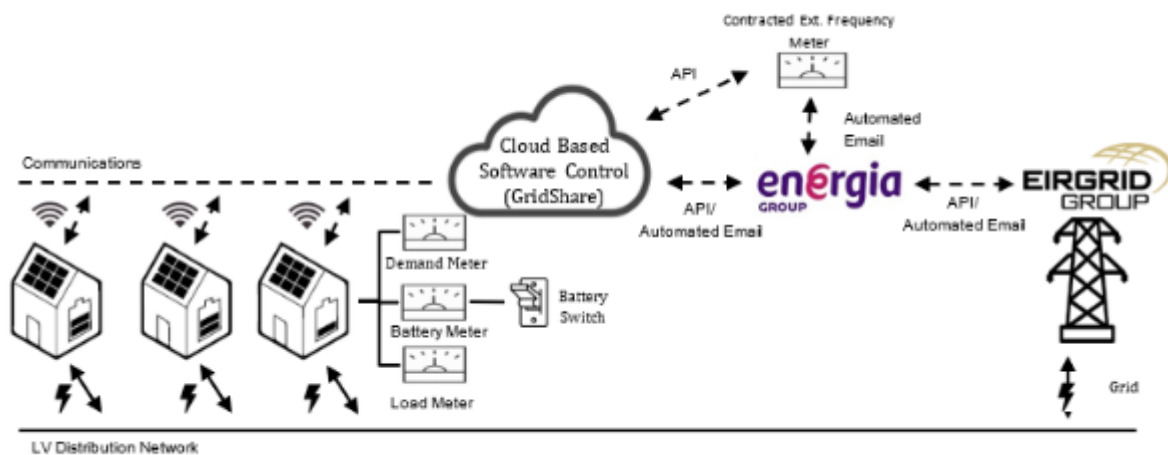 Contracted Ext. Frequency
Meter
API
Automated
Email
Cloud Based
Software Control
(GridShare)
Communications
energia
GROUP
EIRGRID
GROUP
API/
Automated Email
API/
Automated Email
Demand Meter
Battery Meter
Battery
Switch
Load Meter
Grid
LV Distribution Network